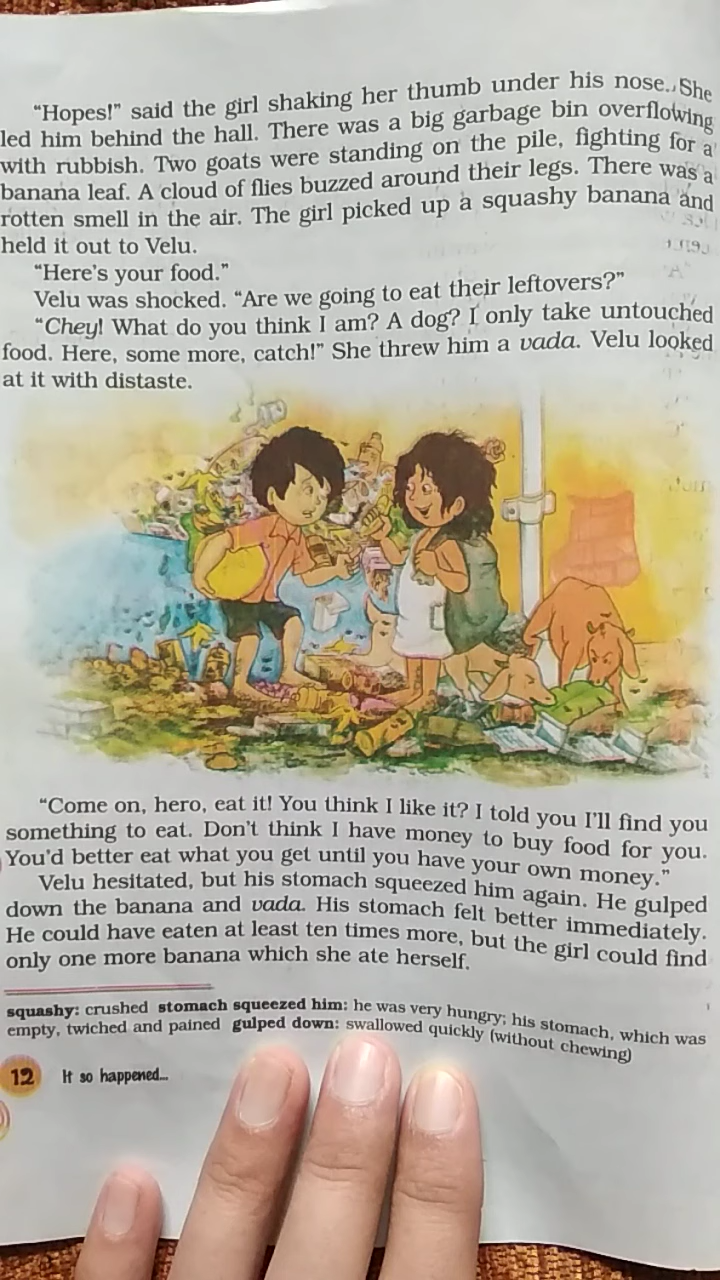 “Hopes!” said the girl shaking her thumb under his nose. She
led him behind the hall. There was a big garbage bin overflowing
with rubbish. Two goats were standing on the pile, fighting for a
banana leaf. A cloud of flies buzzed around their legs. There was a
rotten smell in the air. The girl picked up a squashy banana and
held it out to Velu.
“Here’s your food.”
Velu was shocked. “Are we going to eat their leftovers?”
“Chey! What do you think I am? A dog? I only take untouched
food. Here, some more, catch!” She threw him a vada. Velu looked
at it with distaste.
“Come on, hero, eat it! You think I like it? I told you I’ll find you
something to eat. Don’t think I have money to buy food for you.
You’d better eat what you get until you have your own money.”
Velu hesitated, but his stomach squeezed him again. He gulped
down the banana and vada. His stomach felt better immediately.
He could have eaten at least ten times more, but the girl could find
only one more banana which she ate herself.
squashy: crushed stomach squeezed him: he was very hungry; his stomach, which was
empty, twiched and pained gulped down: swallowed quickly (without chewing)
12 It so happened...